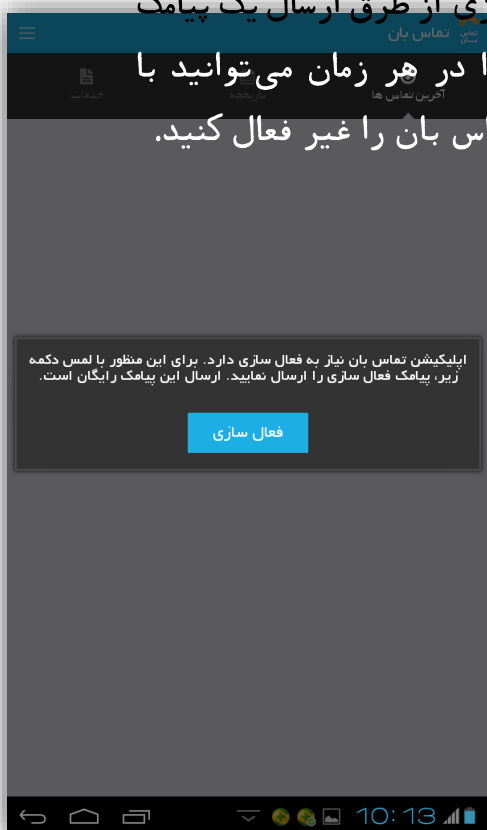 زی از طرق ارسال یک پیامک
تماس بان
ا در هر زمان می‌توانید با
آخرین تماس ها
تاریخچه
خدمات
اس بان را غیر فعال کنید.
اپلیکیشن تماس بان نیاز به فعال سازی دارد. برای این منظور با لمس دکمه
زیر، پیامک فعال سازی را ارسال نمایید. ارسال این پیامک رایگان است.
فعال سازی
10:13